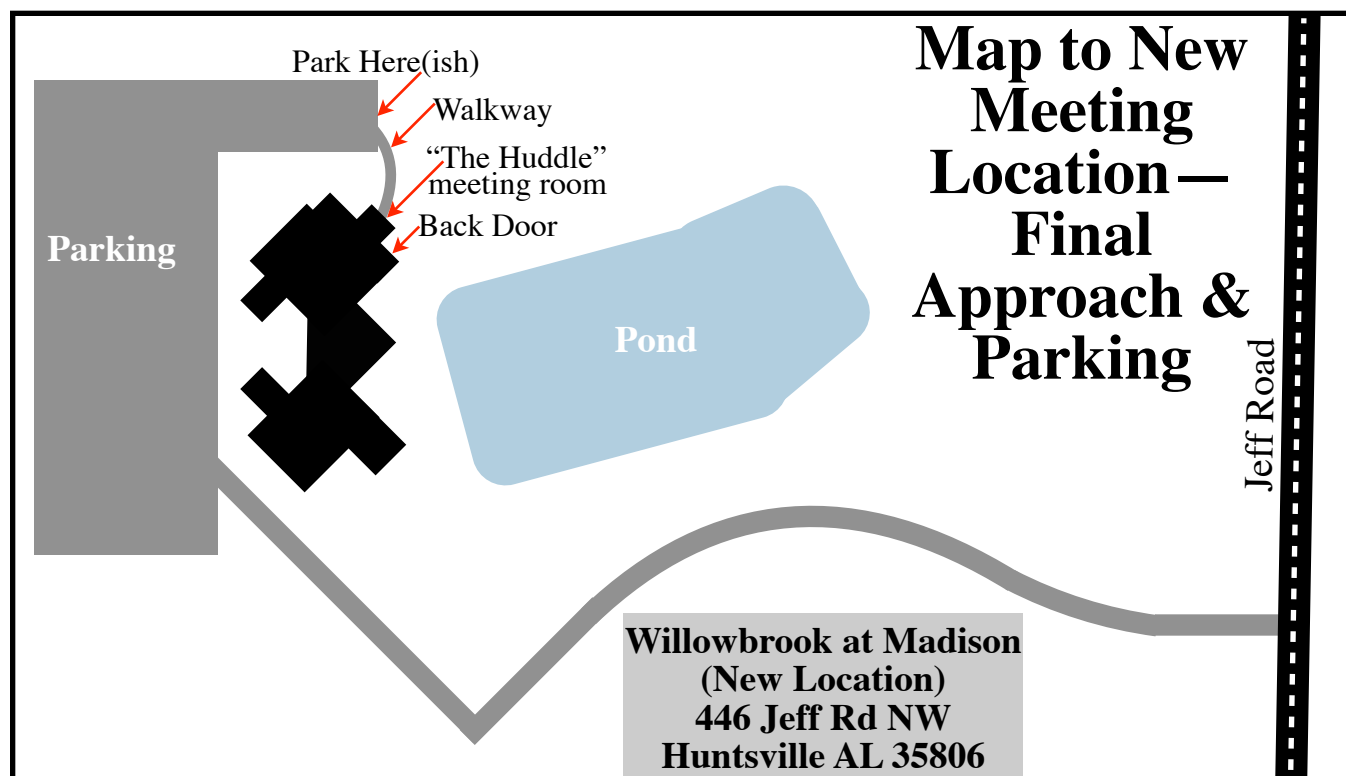 Map to New
Meeting
Location—
Final
Approach &
Parking
Park Here(ish)
Walkway
“The Huddle”
meeting room
Back Door
Parking
Pond
Jeff Road
Willowbrook at Madison
(New Location)
446 Jeff Rd NW
Huntsville AL 35806